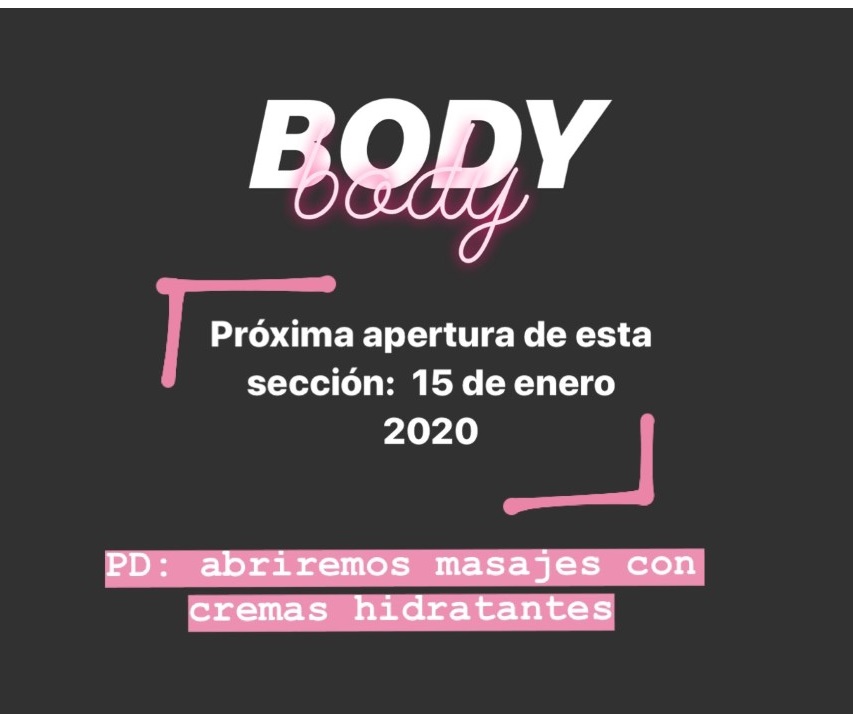 BODY
body
Próxima apertura de esta
sección: 15 de enero
2020
PD: abriremos masajes con
cremas hidratantes